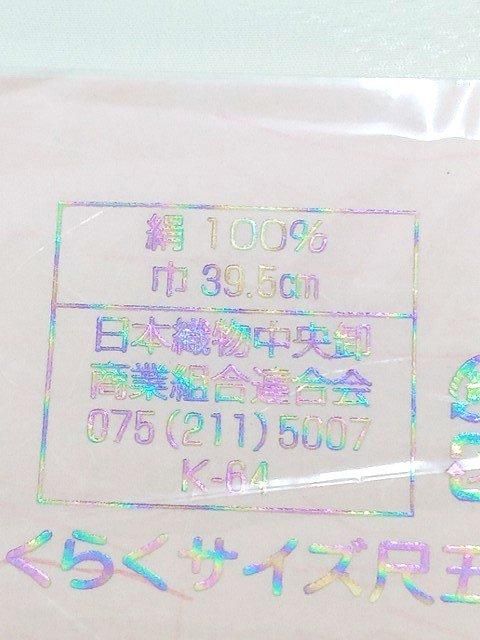 絹 100%
巾 39.5cm
日本織物中央卸
商業組合連合会
075(211)5007
K-64
くらくサイズ尺五